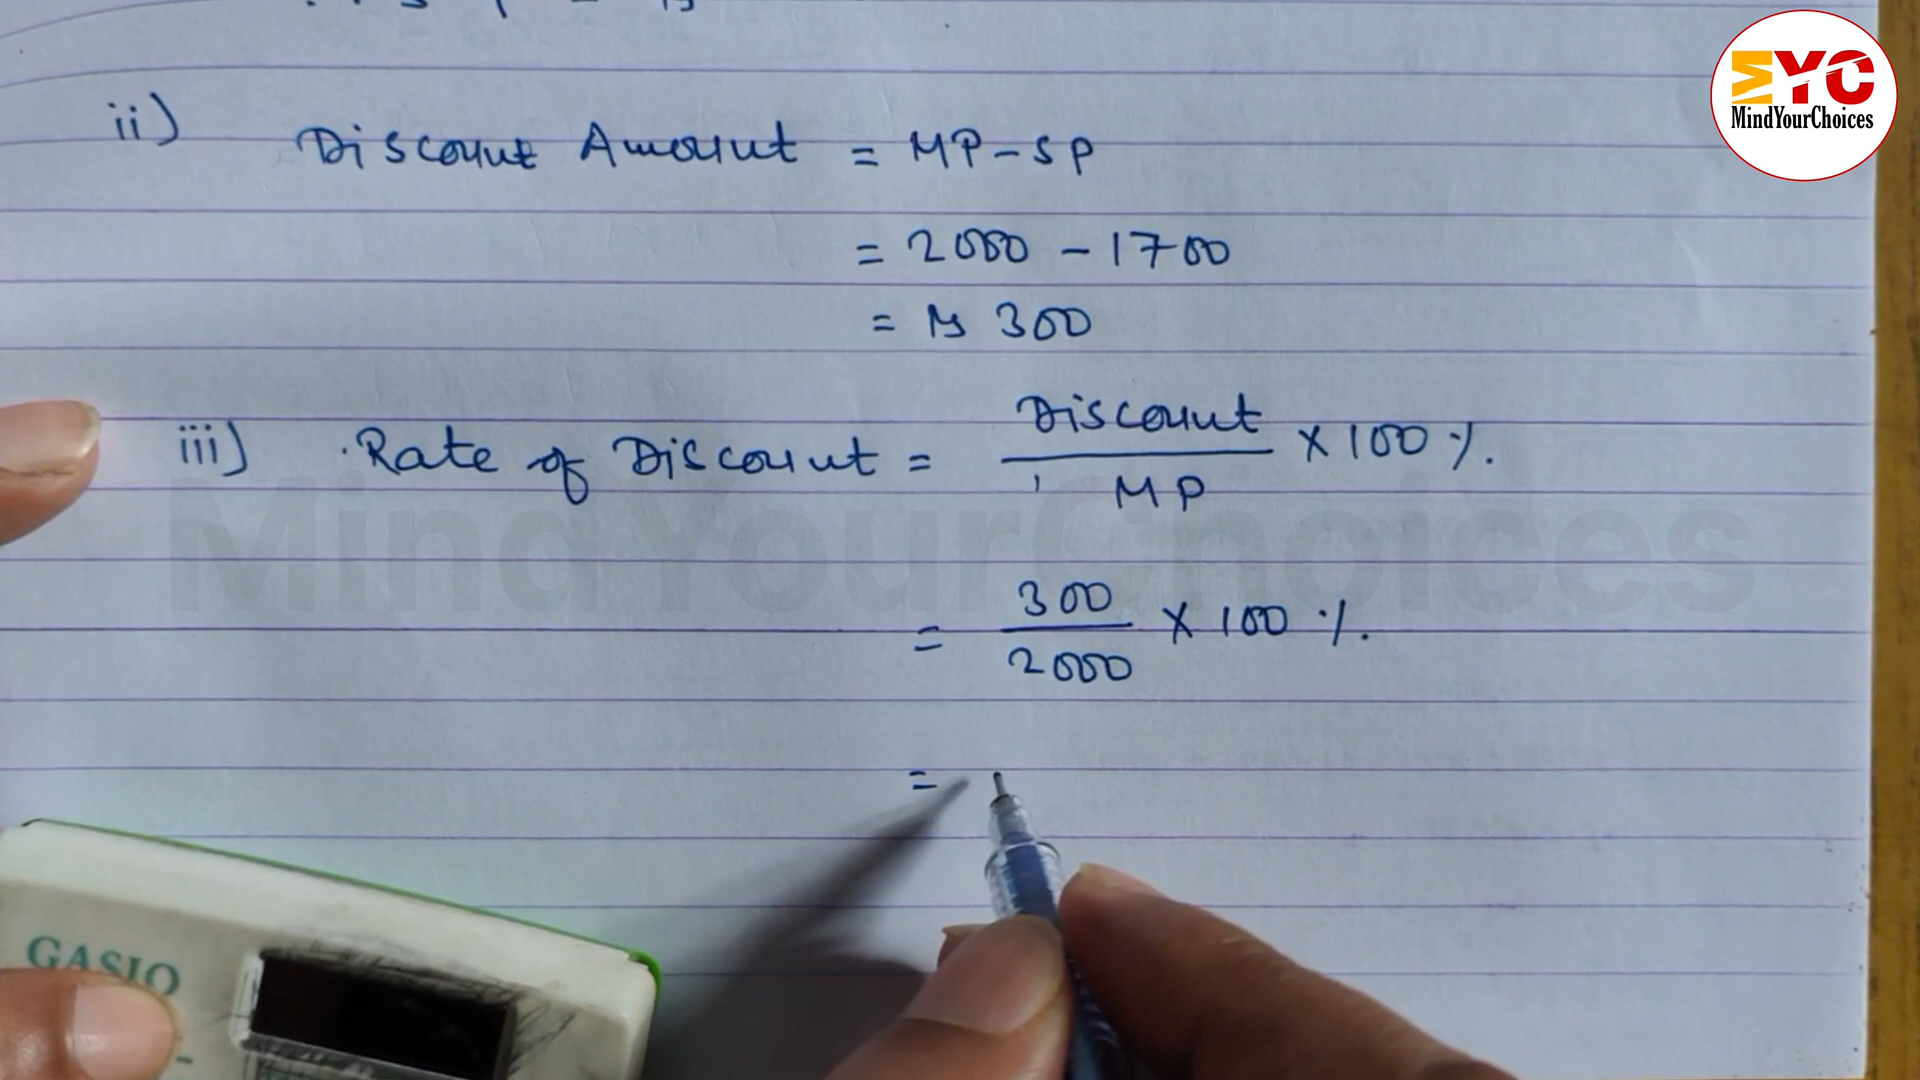 MYC
MindYourChoices
ii) Discount Amount = MP - SP
= 2000 - 1700
= Rs 300
iii) Rate of Discount = Discount / MP × 100 %.
= 300 / 2000 × 100 %.
=
MindYourChoices
GASIO